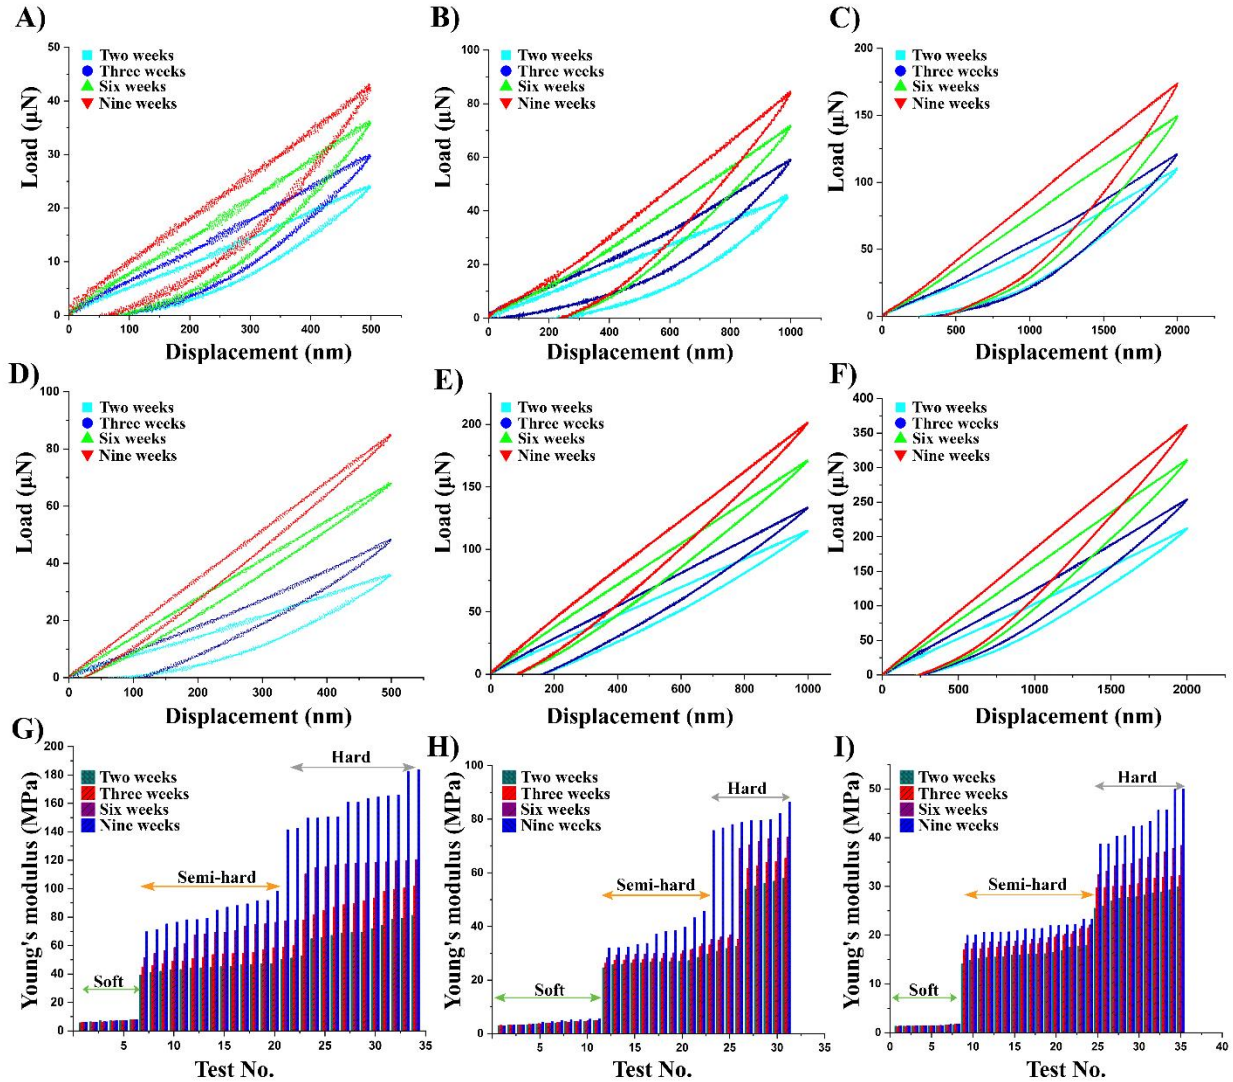 A)
Load (µN)
50
40
30
20
10
0
Two weeks
Three weeks
Six weeks
Nine weeks
0 100 200 300 400 500
Displacement (nm)
B)
Load (µN)
100
80
60
40
20
0
Two weeks
Three weeks
Six weeks
Nine weeks
0 200 400 600 800 1000
Displacement (nm)
C)
Load (µN)
200
150
100
50
0
Two weeks
Three weeks
Six weeks
Nine weeks
0 500 1000 1500 2000
Displacement (nm)
D)
Load (µN)
100
80
60
40
20
0
Two weeks
Three weeks
Six weeks
Nine weeks
0 100 200 300 400 500
Displacement (nm)
E)
Load (µN)
200
150
100
50
0
Two weeks
Three weeks
Six weeks
Nine weeks
0 200 400 600 800 1000
Displacement (nm)
F)
Load (µN)
400
350
300
250
200
150
100
50
0
Two weeks
Three weeks
Six weeks
Nine weeks
0 500 1000 1500 2000
Displacement (nm)
G)
Young's modulus (MPa)
200
180
160
140
120
100
80
60
40
20
0
Two weeks
Three weeks
Six weeks
Nine weeks
Hard
Semi-hard
Soft
5 10 15 20 25 30 35
Test No.
H)
Young's modulus (MPa)
100
80
60
40
20
0
Two weeks
Three weeks
Six weeks
Nine weeks
Hard
Semi-hard
Soft
5 10 15 20 25 30 35
Test No.
I)
Young's modulus (MPa)
50
40
30
20
10
0
Two weeks
Three weeks
Six weeks
Nine weeks
Hard
Semi-hard
Soft
0 5 10 15 20 25 30 35 40
Test No.